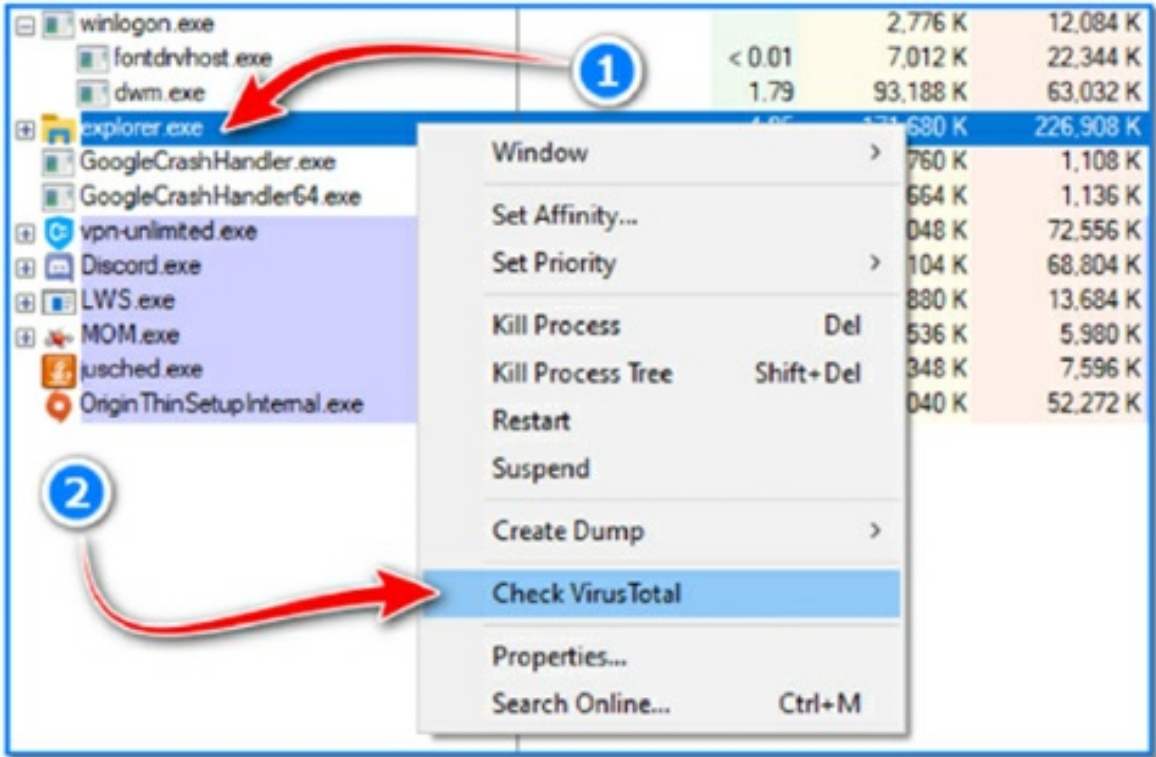 winlogon.exe 2,776 K 12,084 K
fontdrvhost.exe < 0.01 7,012 K 22,344 K
1
dwm.exe 1.79 93,188 K 63,032 K
explorer.exe 680 K 226,908 K
GoogleCrashHandler.exe 760 K 1,108 K
GoogleCrashHandler64.exe 664 K 1,136 K
vpn-unlimited.exe 048 K 72,556 K
Discord.exe 104 K 68,804 K
LWS.exe 880 K 13,684 K
MOM.exe 536 K 5,980 K
jusched.exe 348 K 7,596 K
OriginThinSetupInternal.exe 040 K 52,272 K
Window
Set Affinity...
Set Priority
Kill Process Del
Kill Process Tree Shift+Del
Restart
Suspend
2
Create Dump
Check VirusTotal
Properties...
Search Online... Ctrl+M